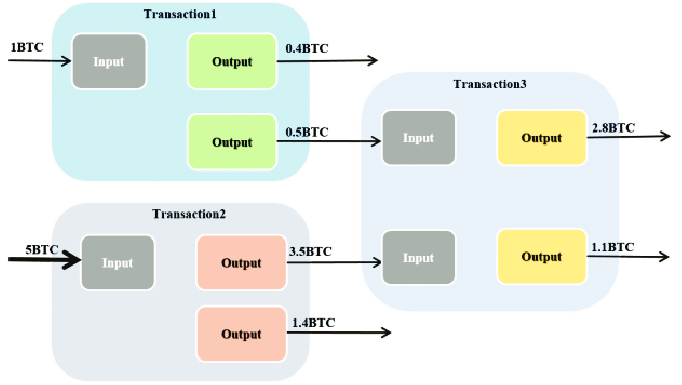 Transaction1
1BTC
Input
Output
0.4BTC
Output
0.5BTC
Transaction2
5BTC
Input
Output
3.5BTC
Output
1.4BTC
Transaction3
Input
Output
2.8BTC
Input
Output
1.1BTC